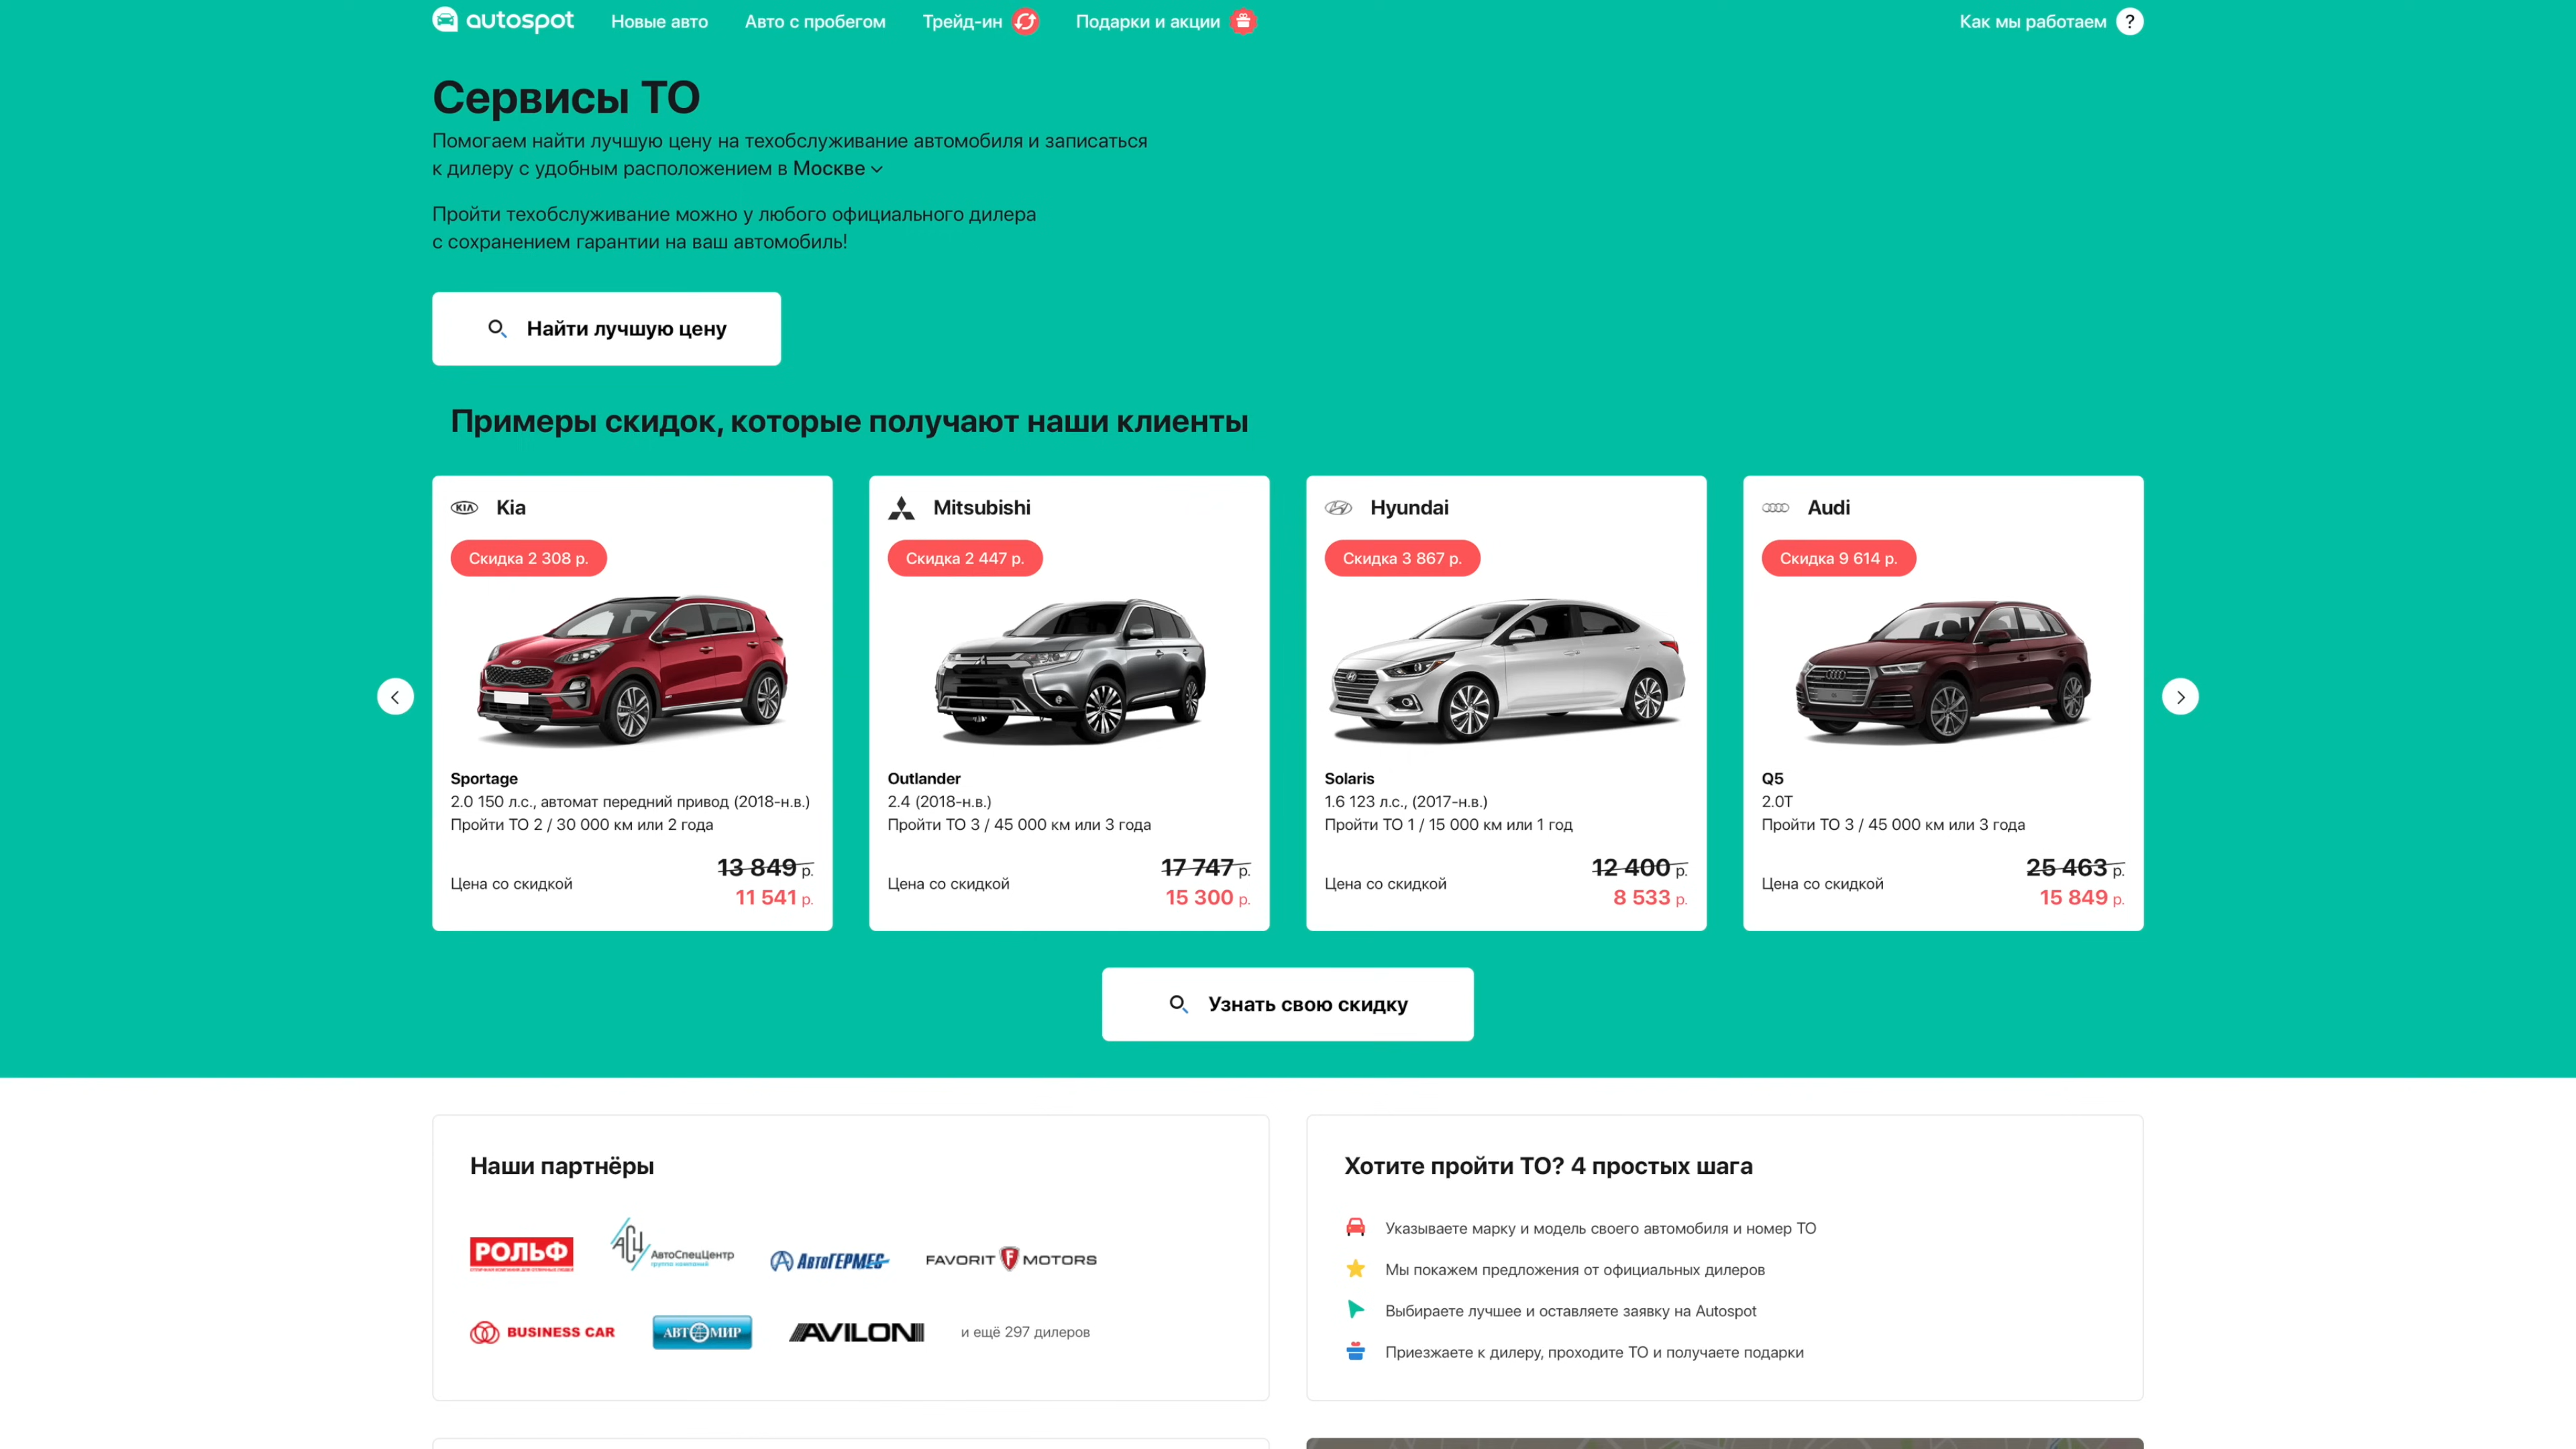 autospot Новые авто Авто с пробегом Трейд-ин Подарки и акции Как мы работаем ?
Сервисы ТО
Помогаем найти лучшую цену на техобслуживание автомобиля и записаться
к дилеру с удобным расположением в Москве
Пройти техобслуживание можно у любого официального дилера
с сохранением гарантии на ваш автомобиль!
Найти лучшую цену
Примеры скидок, которые получают наши клиенты
KIA Kia
Скидка 2 308 р.
Sportage
2.0 150 л.с., автомат передний привод (2018-н.в.)
Пройти ТО 2 / 30 000 км или 2 года
13 849 р.
Цена со скидкой
11 541 р.
Mitsubishi
Скидка 2 447 р.
Outlander
2.4 (2018-н.в.)
Пройти ТО 3 / 45 000 км или 3 года
17 747 р.
Цена со скидкой
15 300 р.
Hyundai
Скидка 3 867 р.
Solaris
1.6 123 л.с., (2017-н.в.)
Пройти ТО 1 / 15 000 км или 1 год
12 400 р.
Цена со скидкой
8 533 р.
Audi
Скидка 9 614 р.
Q5
2.0T
Пройти ТО 3 / 45 000 км или 3 года
25 463 р.
Цена со скидкой
15 849 р.
Узнать свою скидку
Наши партнёры
РОЛЬФ
АСЦ АвтоСпецЦентр
группа компаний
АвтоГЕРМЕС
FAVORIT F MOTORS
BUSINESS CAR
АВТОМИР
AVILON
и ещё 297 дилеров
Хотите пройти ТО? 4 простых шага
Указываете марку и модель своего автомобиля и номер ТО
Мы покажем предложения от официальных дилеров
Выбираете лучшее и оставляете заявку на Autospot
Приезжаете к дилеру, проходите ТО и получаете подарки